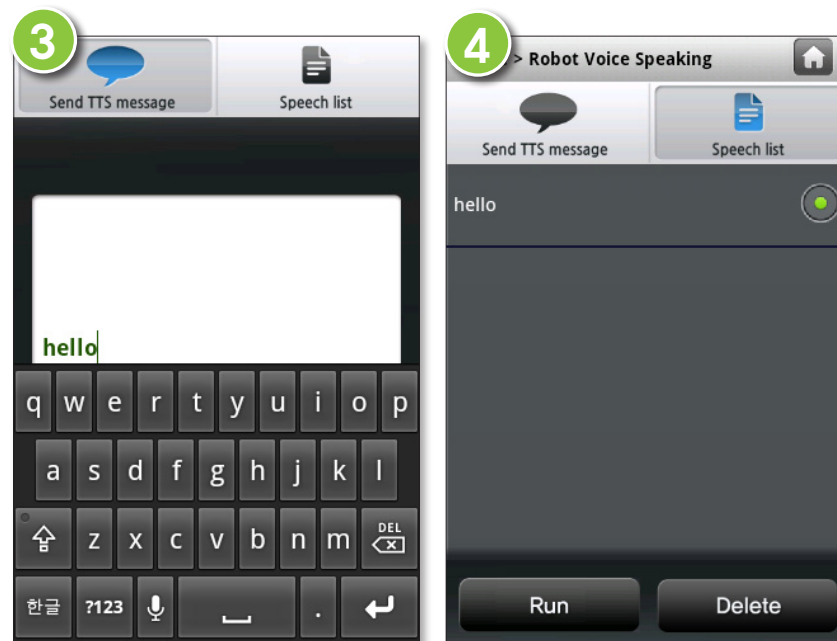 3
Send TTS message
Speech list
hello
q w e r t y u i o p
a s d f g h j k l
z x c v b n m DEL
한글 ?123 .
4
> Robot Voice Speaking
Send TTS message
Speech list
hello
Run
Delete